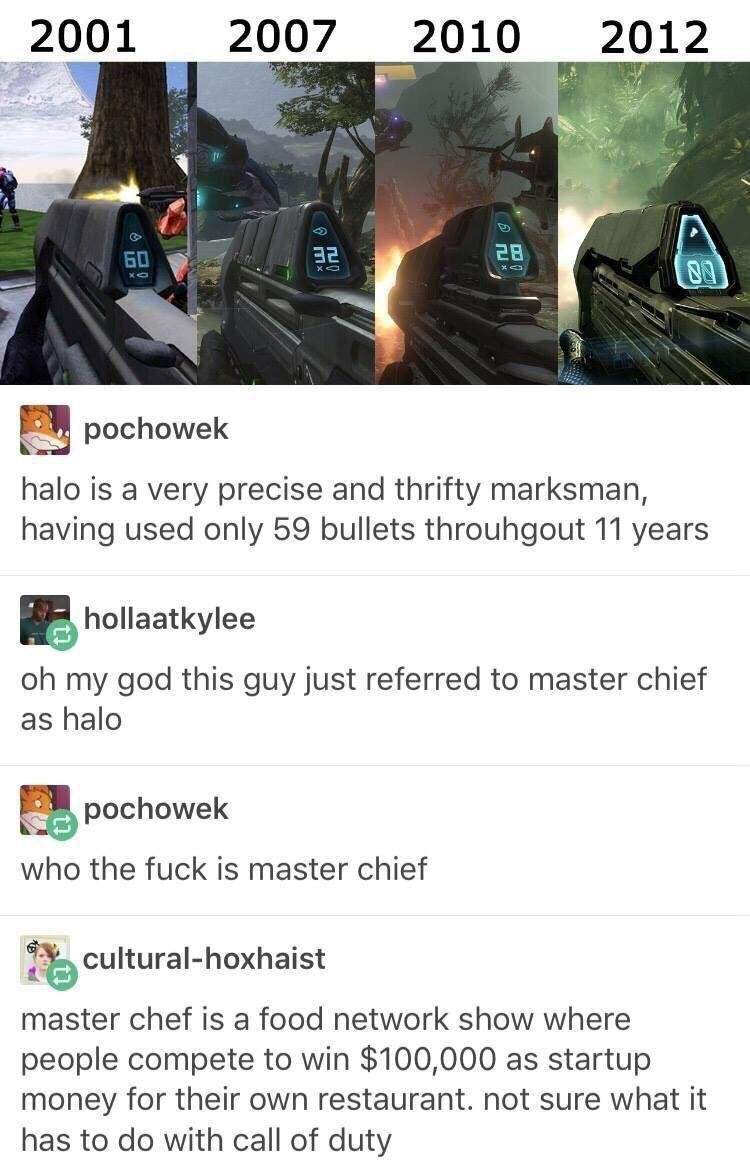 2001 2007 2010 2012
60 32 28
pochowek
halo is a very precise and thrifty marksman,
having used only 59 bullets throuhgout 11 years
hollaatkylee
oh my god this guy just referred to master chief
as halo
pochowek
who the fuck is master chief
cultural-hoxhaist
master chef is a food network show where
people compete to win $100,000 as startup
money for their own restaurant. not sure what it
has to do with call of duty